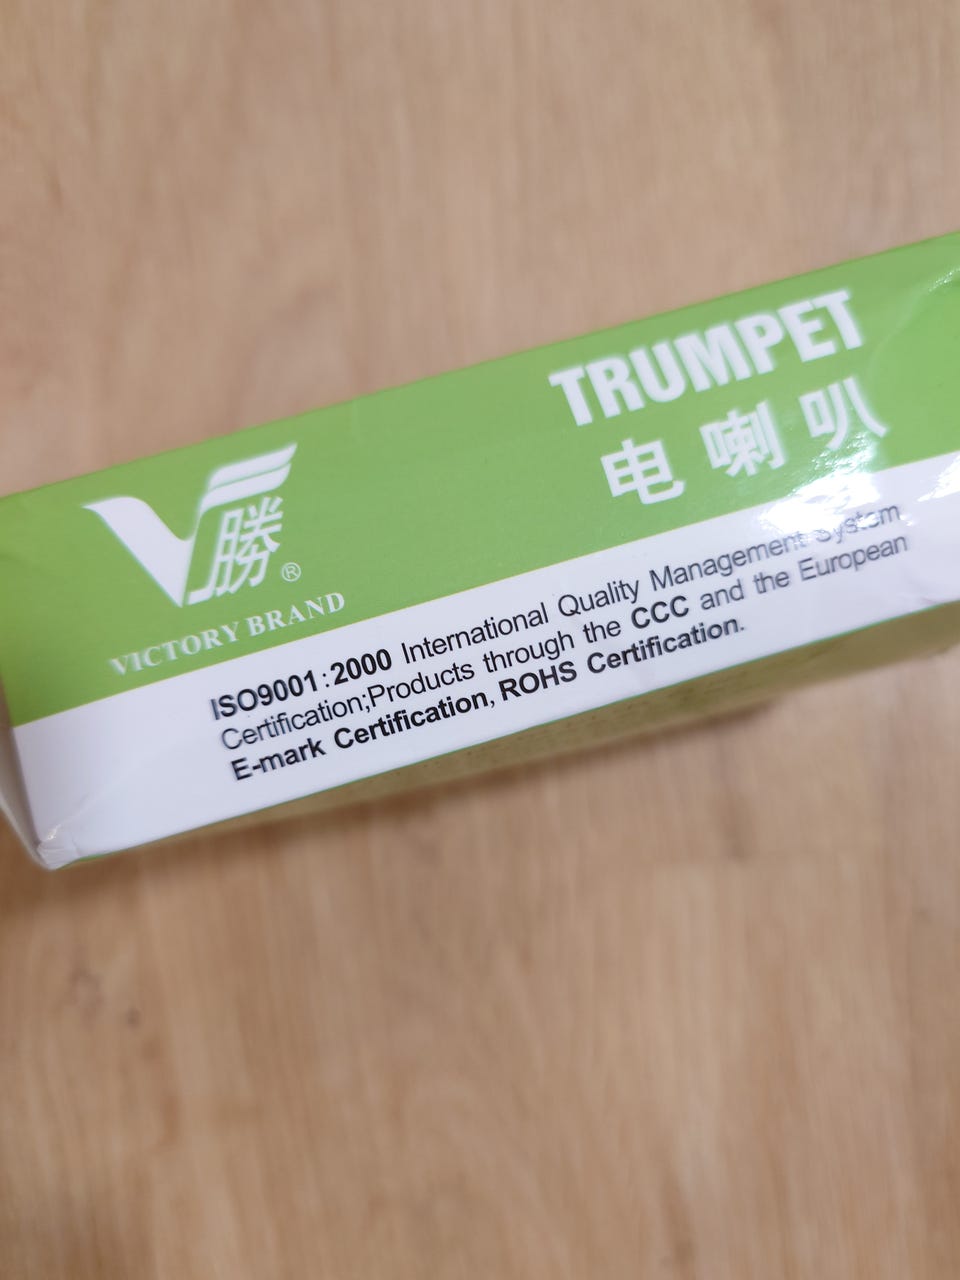 TRUMPET
电喇叭
勝®
VICTORY BRAND
ISO9001:2000 International Quality Management System
Certification;Products through the CCC and the European
E-mark Certification, ROHS Certification.